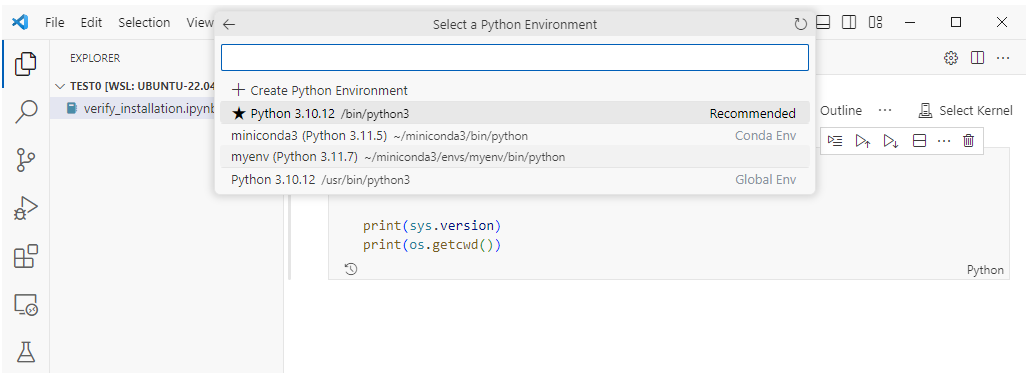 File Edit Selection
Select a Python Environment
EXPLORER
TEST0 [WSL: UBUNTU-22.04
verify_installation.ipynb
Create Python Environment
Python 3.10.12 /bin/python3 Recommended
miniconda3 (Python 3.11.5) ~/miniconda3/bin/python Conda Env
myenv (Python 3.11.7) ~/miniconda3/envs/myenv/bin/python
Python 3.10.12 /usr/bin/python3 Global Env
Outline ... Select Kernel
print(sys.version)
print(os.getcwd())
Python